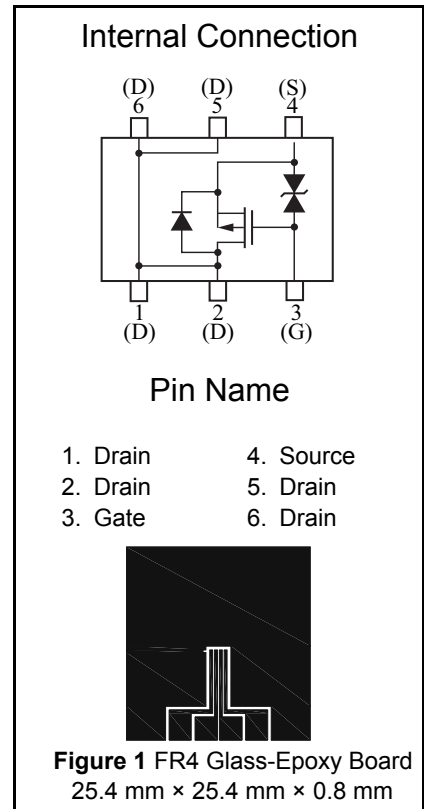 Internal Connection
(D) (D) (S)
6 5 4
1 2 3
(D) (D) (G)
Pin Name
1. Drain 4. Source
2. Drain 5. Drain
3. Gate 6. Drain
Figure 1 FR4 Glass-Epoxy Board
25.4 mm × 25.4 mm × 0.8 mm